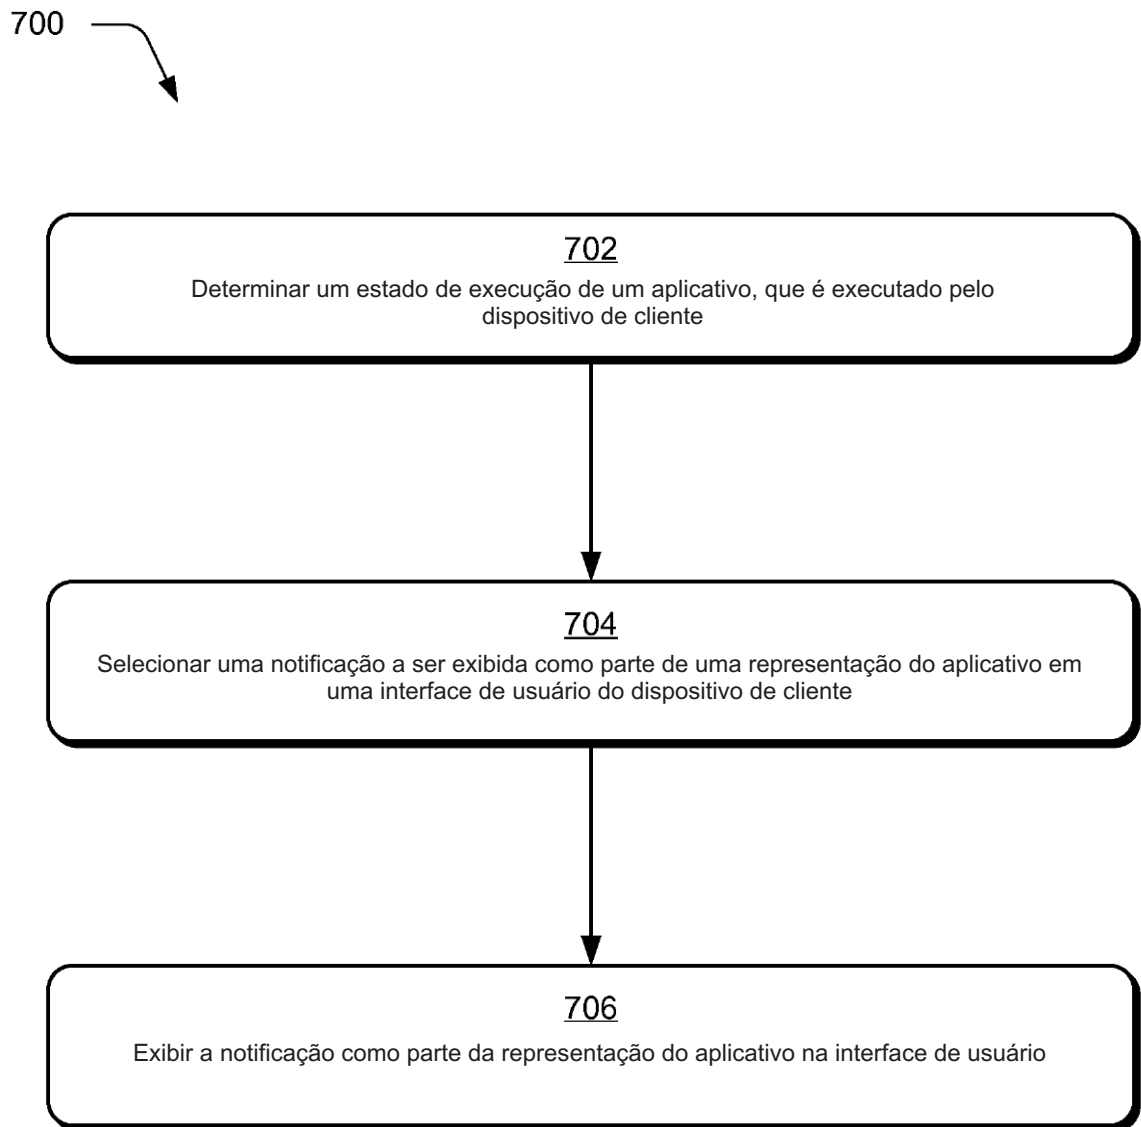 700
702
Determinar um estado de execução de um aplicativo, que é executado pelo
dispositivo de cliente
704
Selecionar uma notificação a ser exibida como parte de uma representação do aplicativo em
uma interface de usuário do dispositivo de cliente
706
Exibir a notificação como parte da representação do aplicativo na interface de usuário